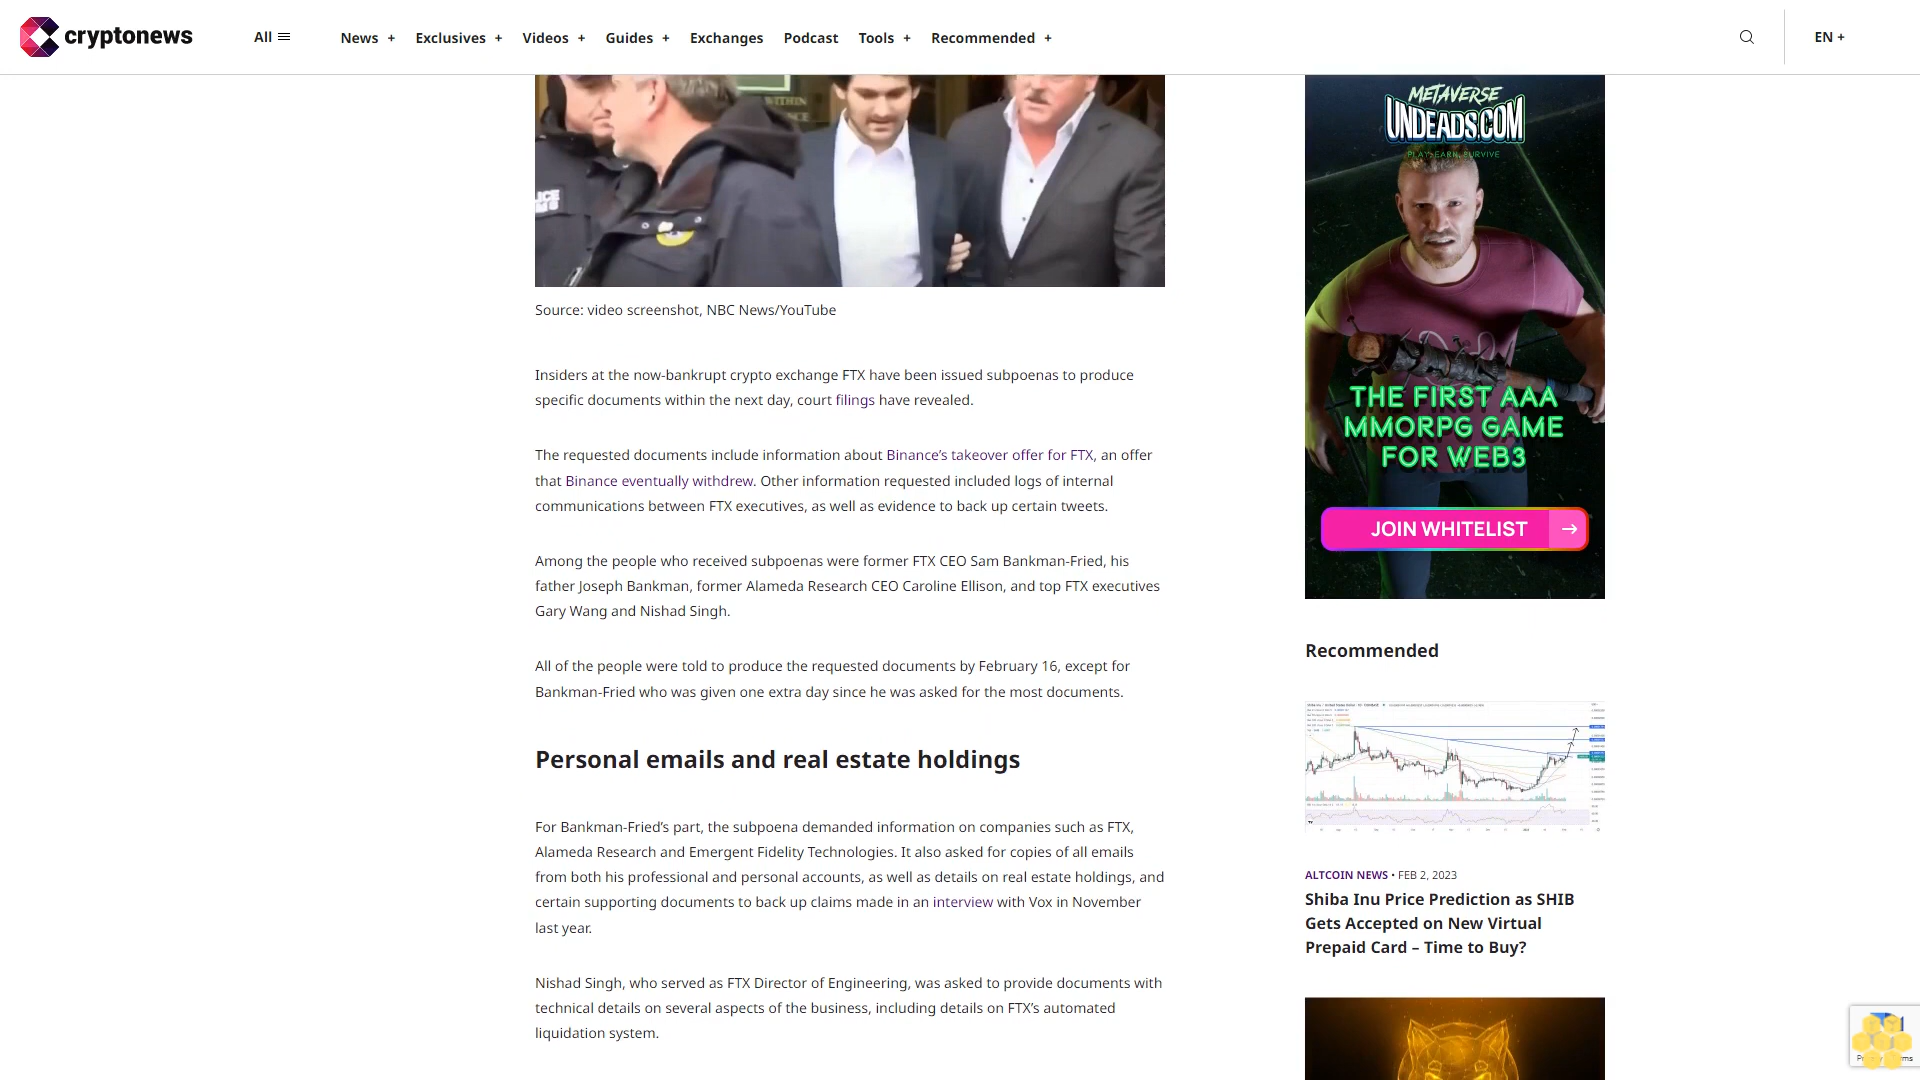 cryptonews
All
News +
Exclusives +
Videos +
Guides +
Exchanges
Podcast
Tools +
Recommended +
EN +
WITHIN
Source: video screenshot, NBC News/YouTube
Insiders at the now-bankrupt crypto exchange FTX have been issued subpoenas to produce
specific documents within the next day, court filings have revealed.
The requested documents include information about Binance’s takeover offer for FTX, an offer
that Binance eventually withdrew. Other information requested included logs of internal
communications between FTX executives, as well as evidence to back up certain tweets.
Among the people who received subpoenas were former FTX CEO Sam Bankman-Fried, his
father Joseph Bankman, former Alameda Research CEO Caroline Ellison, and top FTX executives
Gary Wang and Nishad Singh.
All of the people were told to produce the requested documents by February 16, except for
Bankman-Fried who was given one extra day since he was asked for the most documents.
Personal emails and real estate holdings
For Bankman-Fried’s part, the subpoena demanded information on companies such as FTX,
Alameda Research and Emergent Fidelity Technologies. It also asked for copies of all emails
from both his professional and personal accounts, as well as details on real estate holdings, and
certain supporting documents to back up claims made in an interview with Vox in November
last year.
Nishad Singh, who served as FTX Director of Engineering, was asked to provide documents with
technical details on several aspects of the business, including details on FTX’s automated
liquidation system.
METAVERSE
UNDEADS.COM
PLAY, EARN, SURVIVE
THE FIRST AAA
MMORPG GAME
FOR WEB3
JOIN WHITELIST →
Recommended
ALTCOIN NEWS • FEB 2, 2023
Shiba Inu Price Prediction as SHIB
Gets Accepted on New Virtual
Prepaid Card – Time to Buy?